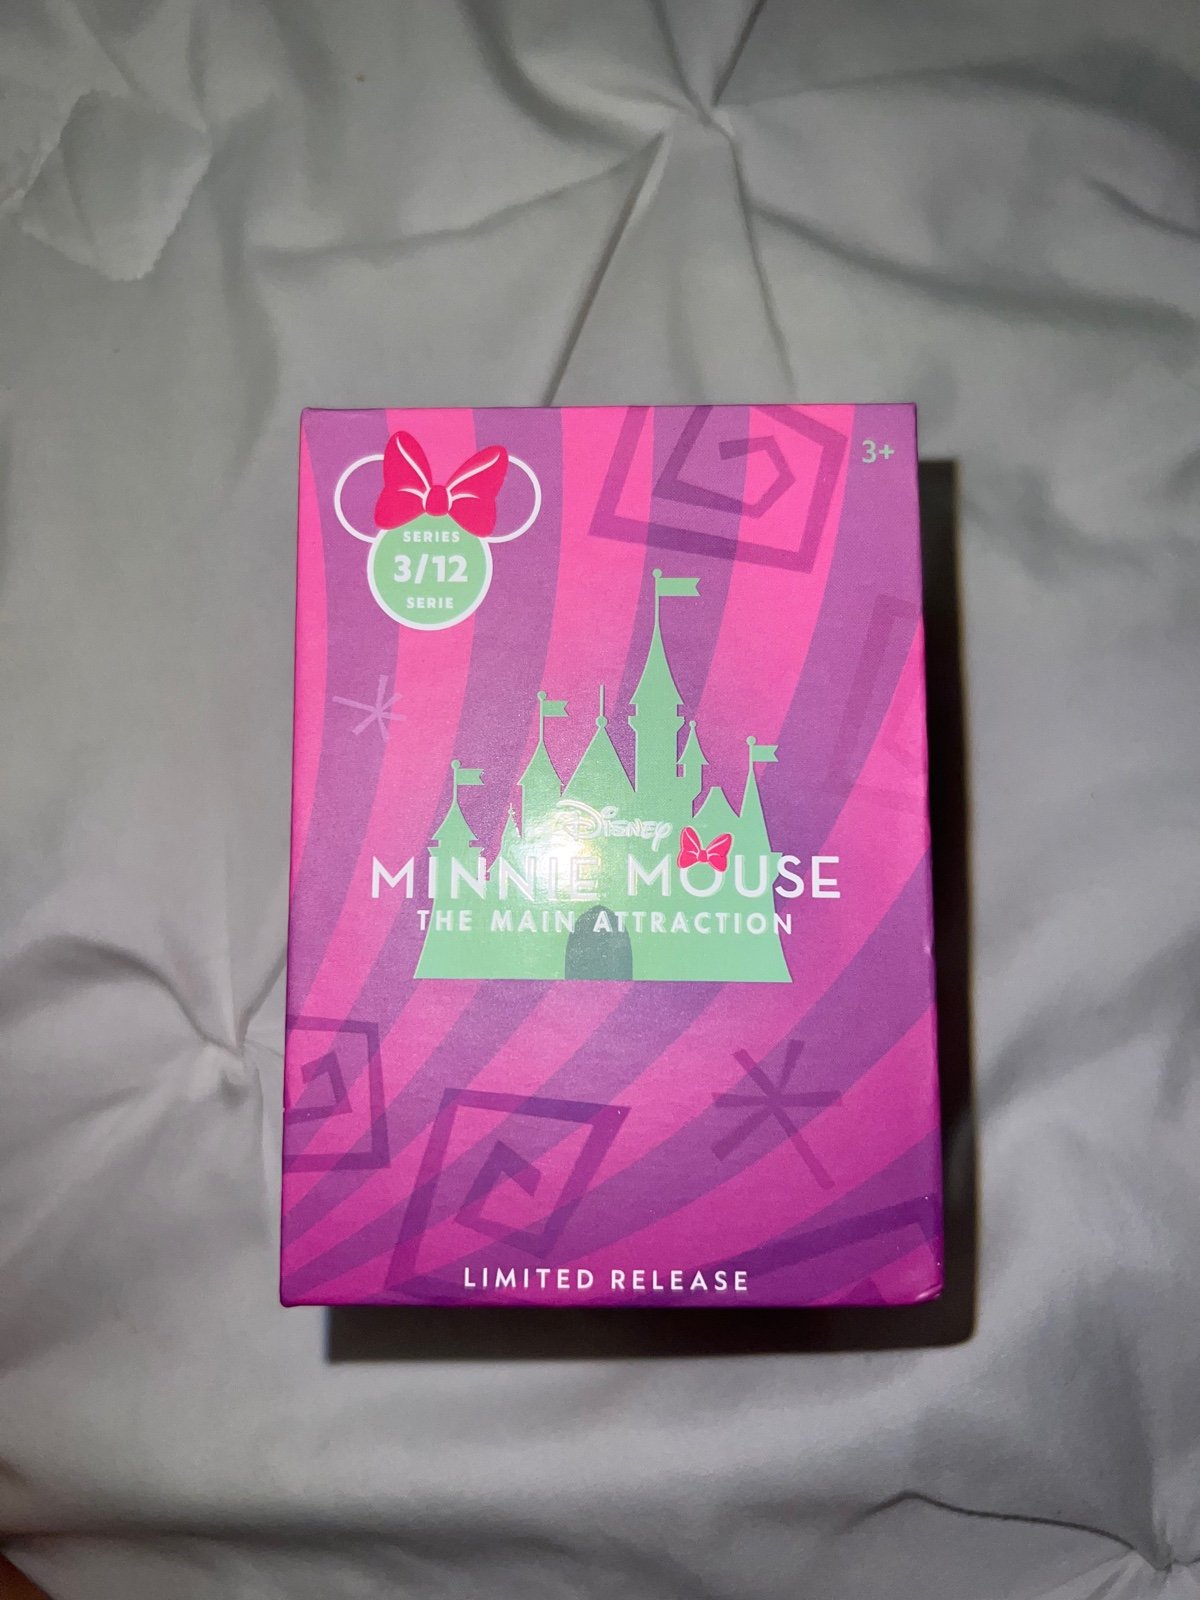 3+
SERIES
3/12
SERIE
Disney
MINNIE MOUSE
THE MAIN ATTRACTION
LIMITED RELEASE